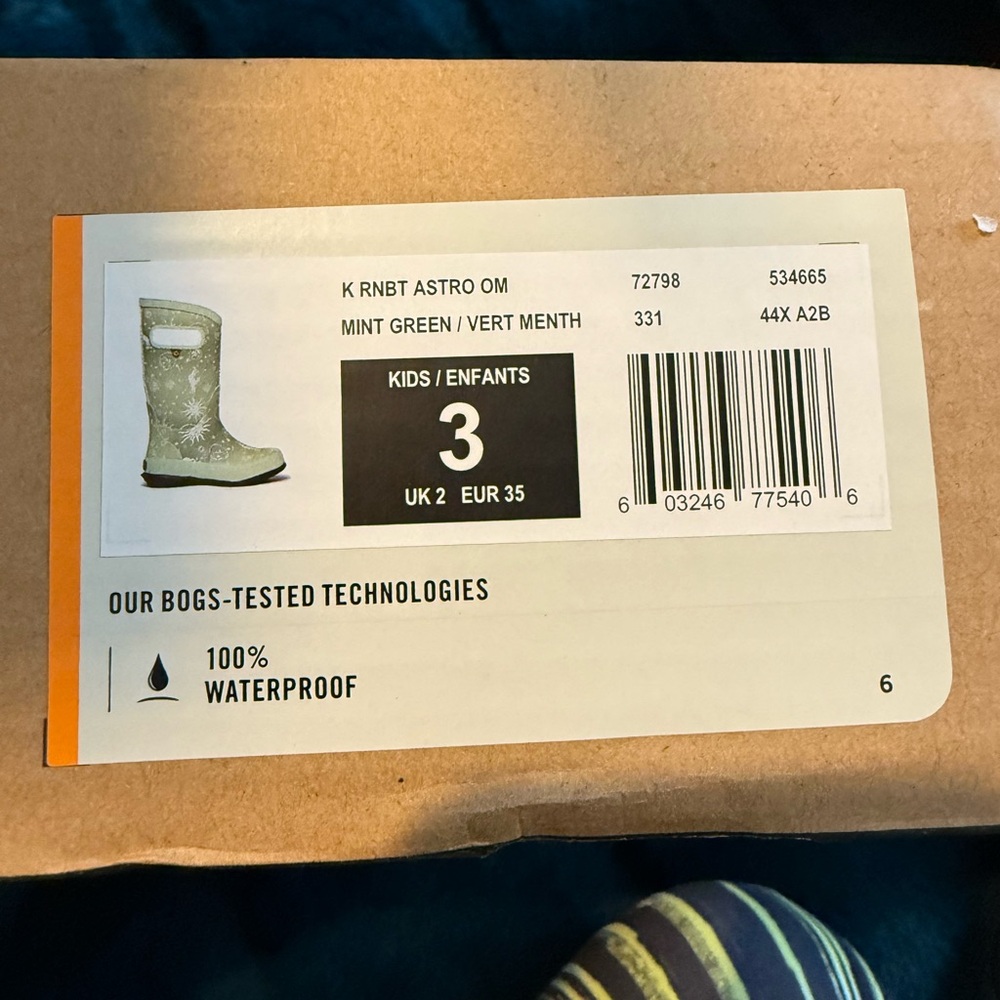 K RNBT ASTRO OM 72798 534665
MINT GREEN / VERT MENTH 331 44X A2B
KIDS / ENFANTS
3
UK 2 EUR 35
6 03246 77540 6
OUR BOGS-TESTED TECHNOLOGIES
100%
WATERPROOF
6